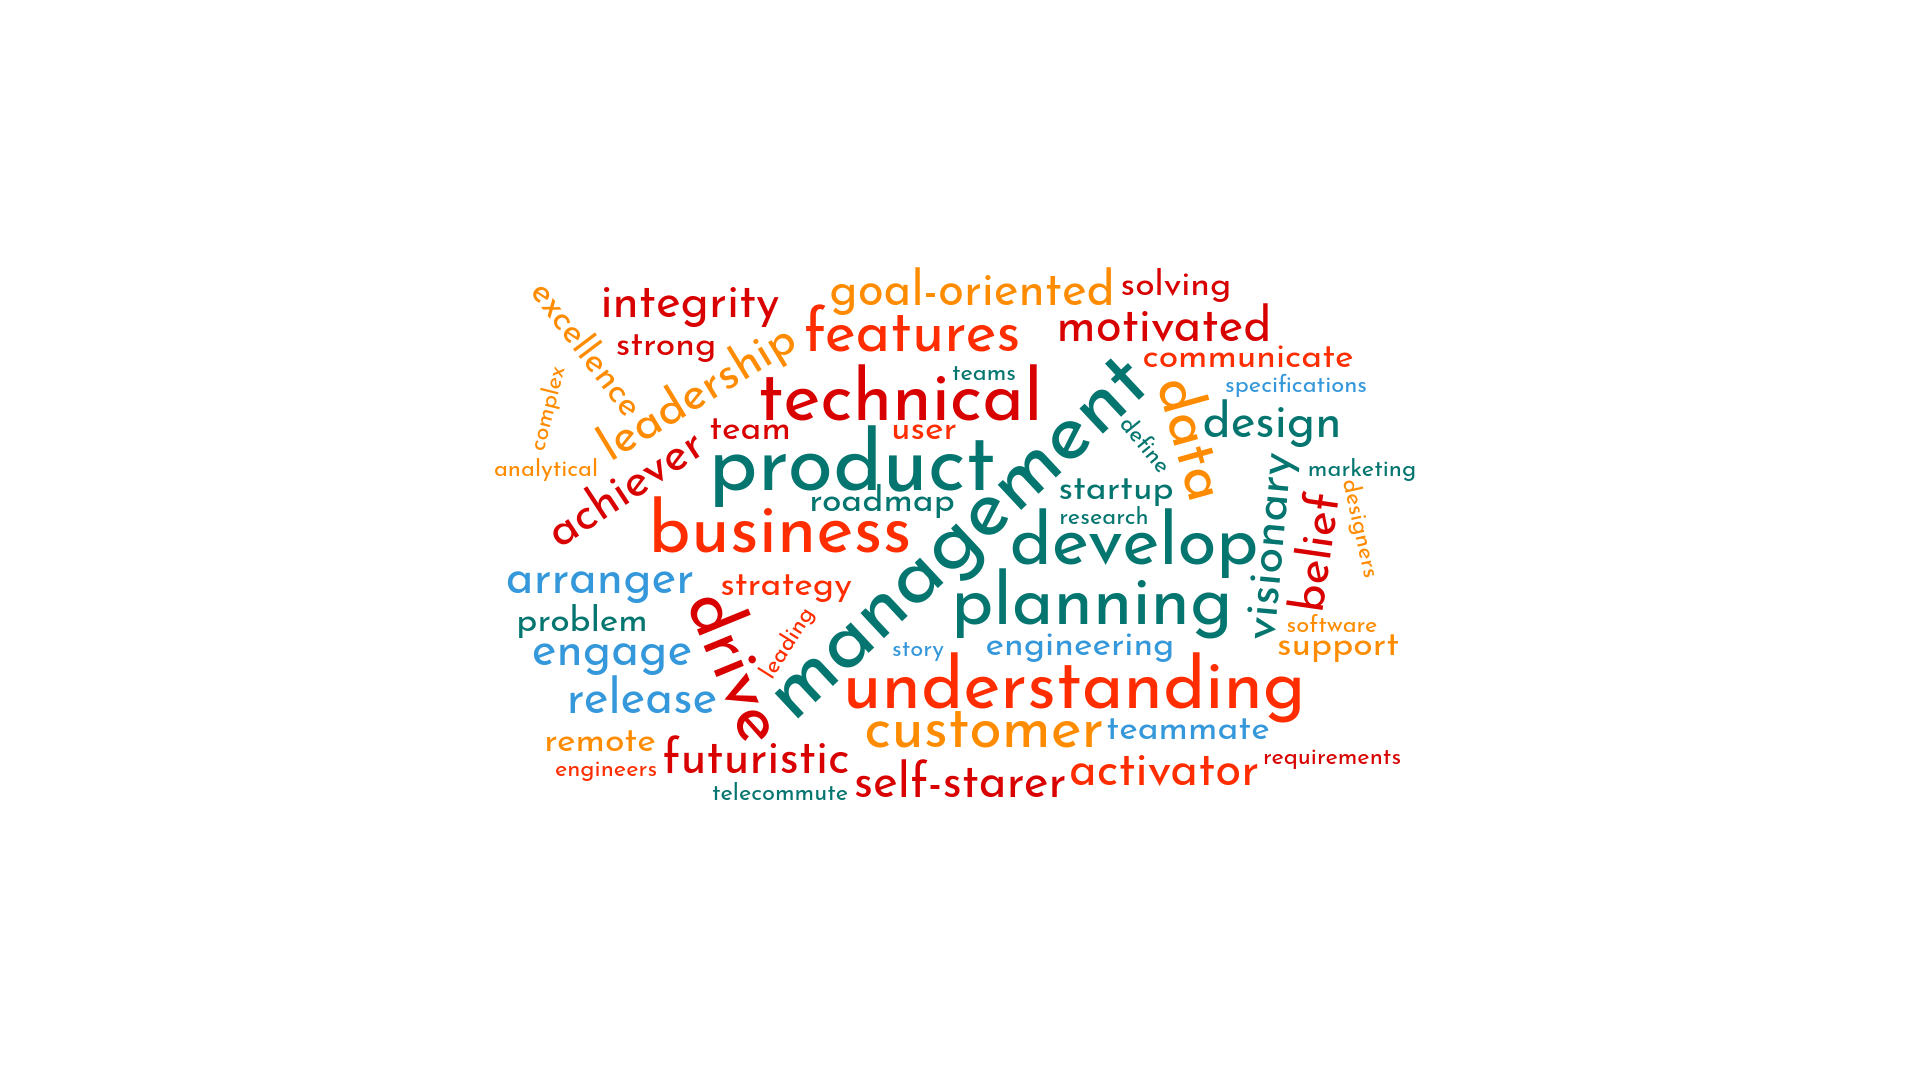 goal-oriented
solving
integrity
excellence
features
motivated
strong
leadership
communicate
teams
technical
management
specifications
complex
data
design
team
user
define
achiever
product
analytical
marketing
visionary
startup
roadmap
belief
designers
research
business
develop
arranger
strategy
planning
problem
drive
leading
software
engage
story
engineering
support
understanding
release
customer
teammate
remote
futuristic
requirements
engineers
activator
self-starer
telecommute